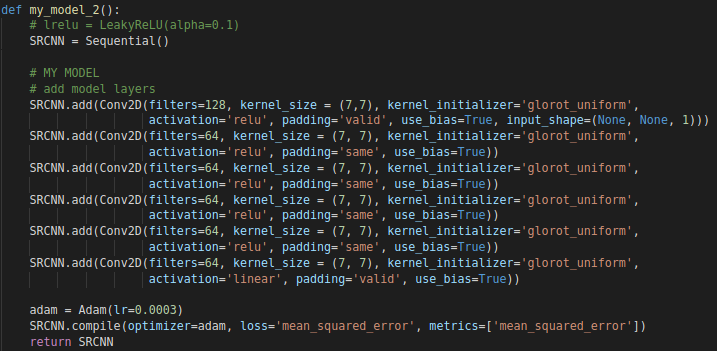 def my_model_2():
    # lrelu = LeakyReLU(alpha=0.1)
    SRCNN = Sequential()

    # MY MODEL
    # add model layers
    SRCNN.add(Conv2D(filters=128, kernel_size = (7,7), kernel_initializer='glorot_uniform',
                     activation='relu', padding='valid', use_bias=True, input_shape=(None, None, 1)))
    SRCNN.add(Conv2D(filters=64, kernel_size = (7, 7), kernel_initializer='glorot_uniform',
                     activation='relu', padding='same', use_bias=True))
    SRCNN.add(Conv2D(filters=64, kernel_size = (7, 7), kernel_initializer='glorot_uniform',
                     activation='relu', padding='same', use_bias=True))
    SRCNN.add(Conv2D(filters=64, kernel_size = (7, 7), kernel_initializer='glorot_uniform',
                     activation='relu', padding='same', use_bias=True))
    SRCNN.add(Conv2D(filters=64, kernel_size = (7, 7), kernel_initializer='glorot_uniform',
                     activation='relu', padding='same', use_bias=True))
    SRCNN.add(Conv2D(filters=64, kernel_size = (7, 7), kernel_initializer='glorot_uniform',
                     activation='linear', padding='valid', use_bias=True))

    adam = Adam(lr=0.0003)
    SRCNN.compile(optimizer=adam, loss='mean_squared_error', metrics=['mean_squared_error'])
    return SRCNN